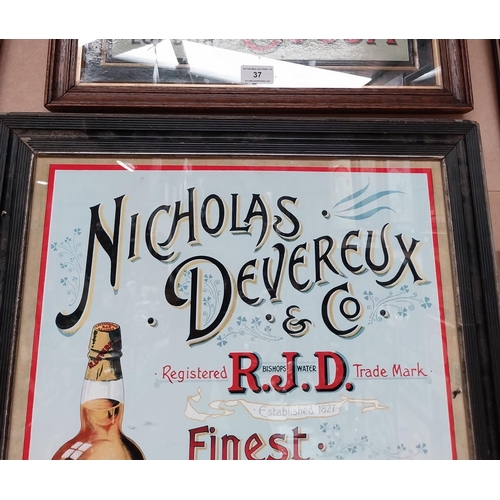 37
NICHOLAS
DEVEREUX
& Co
Registered R.J.D. Trade Mark
BISHOPS WATER
Established 1827
Finest